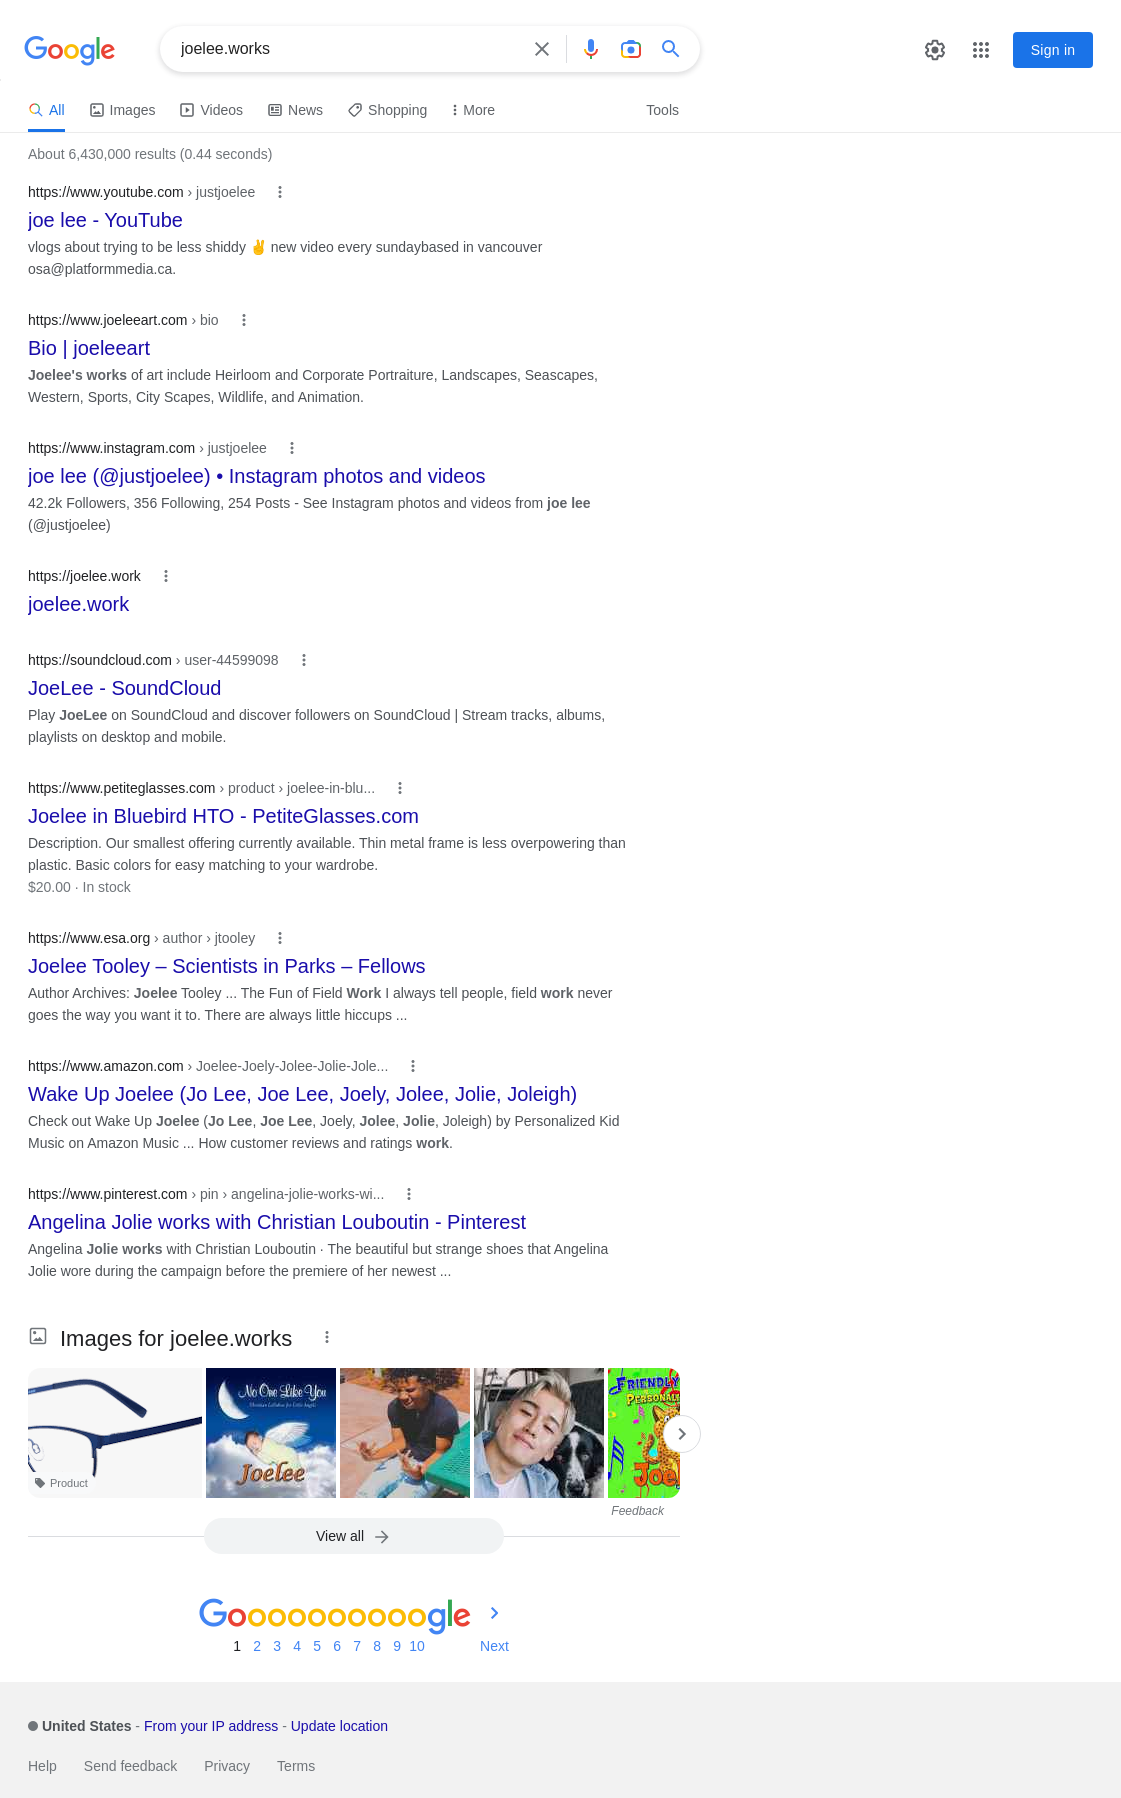 Google
joelee.works
Sign in
All
Images
Videos
News
Shopping
More
Tools
About 6,430,000 results (0.44 seconds)
https://www.youtube.com › justjoelee
joe lee - YouTube
vlogs about trying to be less shiddy ✌️ new video every sundaybased in vancouver
osa@platformmedia.ca.
https://www.joeleeart.com › bio
Bio | joeleeart
Joelee's works of art include Heirloom and Corporate Portraiture, Landscapes, Seascapes,
Western, Sports, City Scapes, Wildlife, and Animation.
https://www.instagram.com › justjoelee
joe lee (@justjoelee) • Instagram photos and videos
42.2k Followers, 356 Following, 254 Posts - See Instagram photos and videos from joe lee
(@justjoelee)
https://joelee.work
joelee.work
https://soundcloud.com › user-44599098
JoeLee - SoundCloud
Play JoeLee on SoundCloud and discover followers on SoundCloud | Stream tracks, albums,
playlists on desktop and mobile.
https://www.petiteglasses.com › product › joelee-in-blu...
Joelee in Bluebird HTO - PetiteGlasses.com
Description. Our smallest offering currently available. Thin metal frame is less overpowering than
plastic. Basic colors for easy matching to your wardrobe.
$20.00 · In stock
https://www.esa.org › author › jtooley
Joelee Tooley – Scientists in Parks – Fellows
Author Archives: Joelee Tooley ... The Fun of Field Work I always tell people, field work never
goes the way you want it to. There are always little hiccups ...
https://www.amazon.com › Joelee-Joely-Jolee-Jolie-Jole...
Wake Up Joelee (Jo Lee, Joe Lee, Joely, Jolee, Jolie, Joleigh)
Check out Wake Up Joelee (Jo Lee, Joe Lee, Joely, Jolee, Jolie, Joleigh) by Personalized Kid
Music on Amazon Music ... How customer reviews and ratings work.
https://www.pinterest.com › pin › angelina-jolie-works-wi...
Angelina Jolie works with Christian Louboutin - Pinterest
Angelina Jolie works with Christian Louboutin · The beautiful but strange shoes that Angelina
Jolie wore during the campaign before the premiere of her newest ...
Images for joelee.works
Product
No One Like You
Joelee
FRIENDLY
PERSONAL
Joe
Feedback
View all
Goooooooooogle
1 2 3 4 5 6 7 8 9 10 Next
United States - From your IP address - Update location
Help Send feedback Privacy Terms